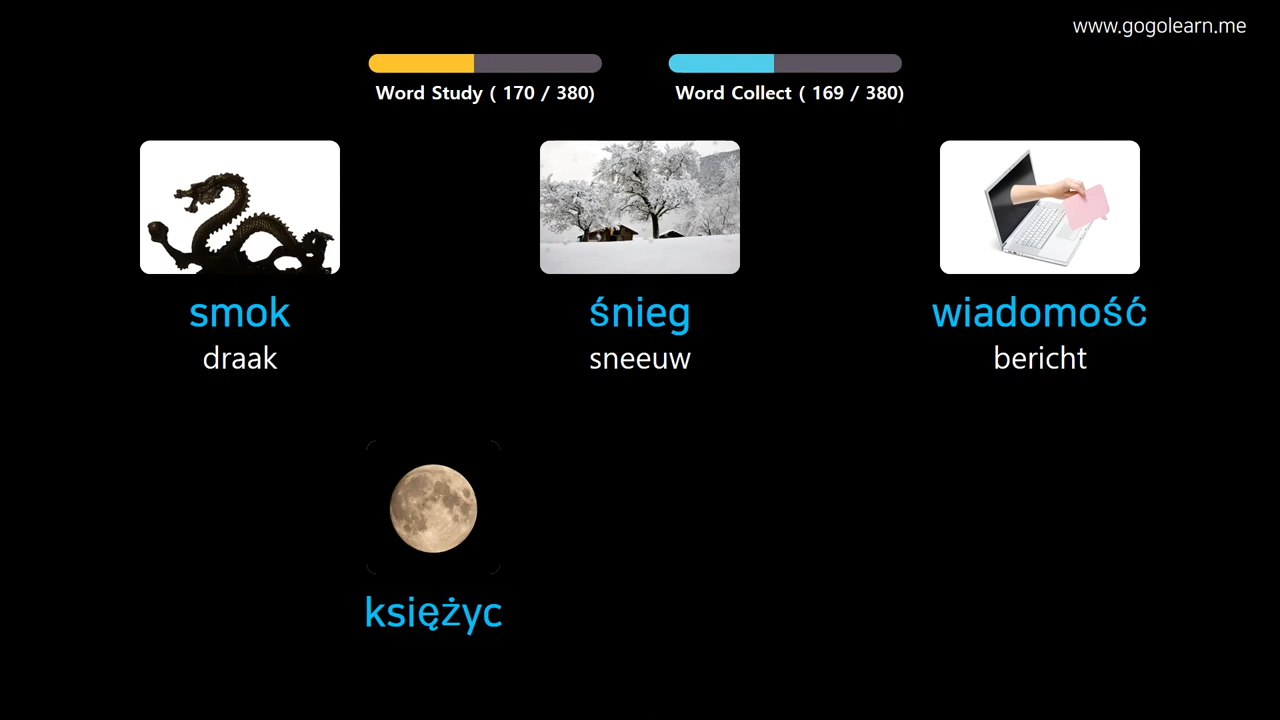 www.gogolearn.me
Word Study ( 170 / 380)
Word Collect ( 169 / 380)
smok
śnieg
wiadomość
draak
sneeuw
bericht
księżyc